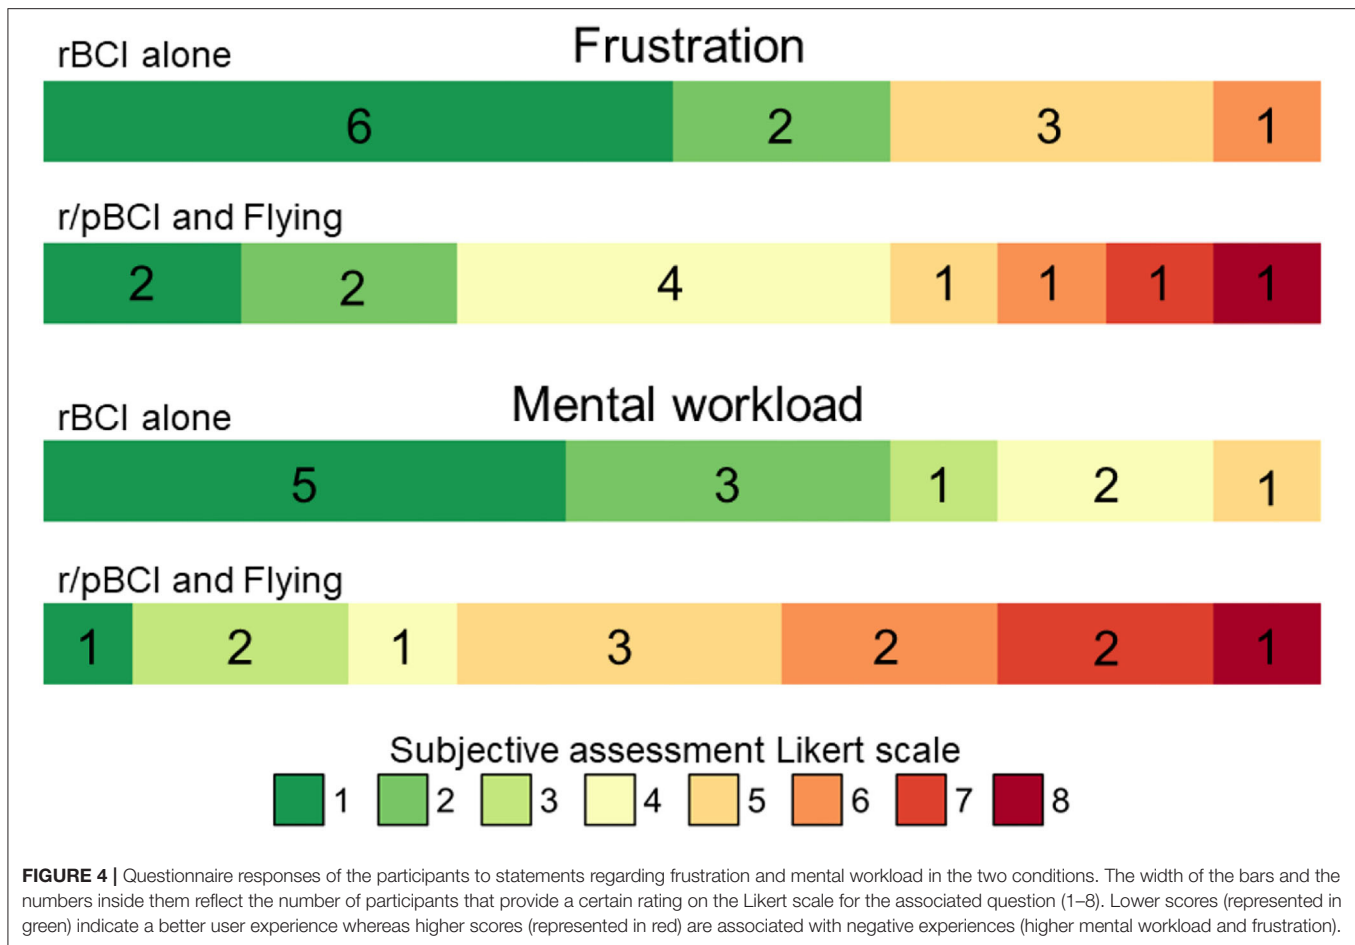 Frustration
rBCI alone
6 2 3 1
r/pBCI and Flying
2 2 4 1 1 1 1
Mental workload
rBCI alone
5 3 1 2 1
r/pBCI and Flying
1 2 1 3 2 2 1
Subjective assessment Likert scale
1 2 3 4 5 6 7 8
FIGURE 4 | Questionnaire responses of the participants to statements regarding frustration and mental workload in the two conditions. The width of the bars and the
numbers inside them reflect the number of participants that provide a certain rating on the Likert scale for the associated question (1–8). Lower scores (represented in
green) indicate a better user experience whereas higher scores (represented in red) are associated with negative experiences (higher mental workload and frustration).